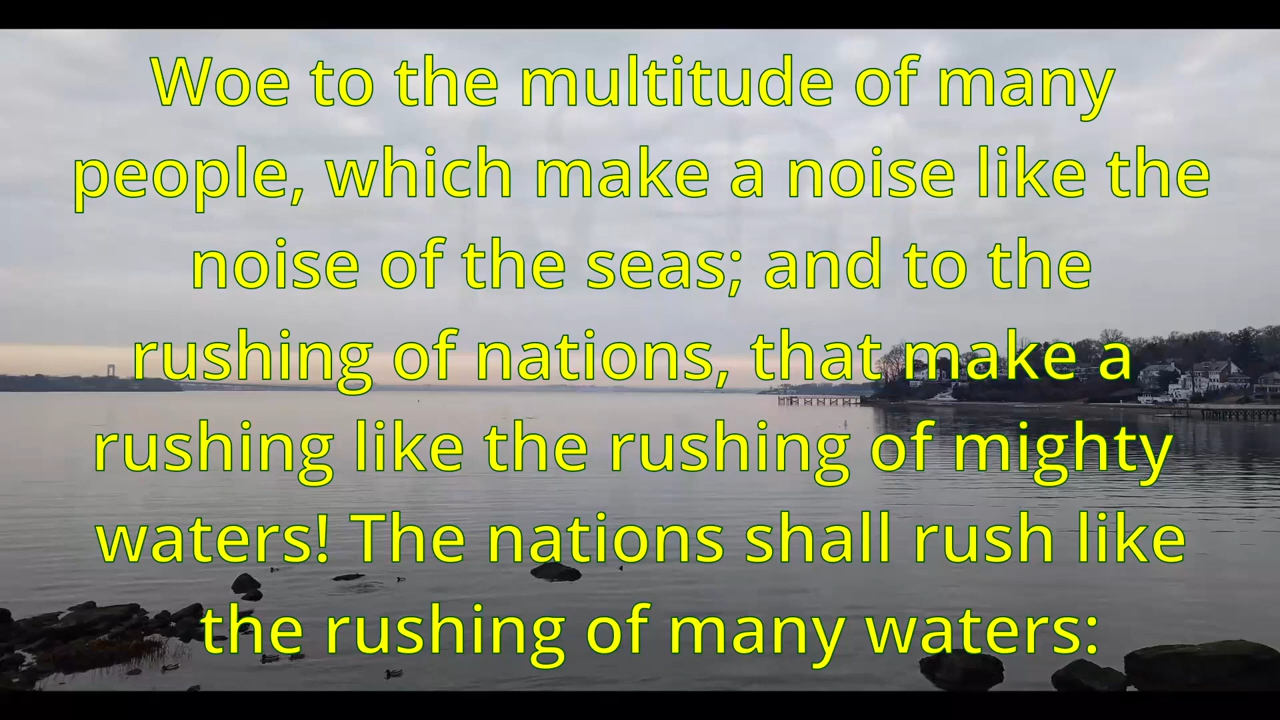 Woe to the multitude of many
people, which make a noise like the
noise of the seas; and to the
rushing of nations, that make a
rushing like the rushing of mighty
waters! The nations shall rush like
the rushing of many waters: